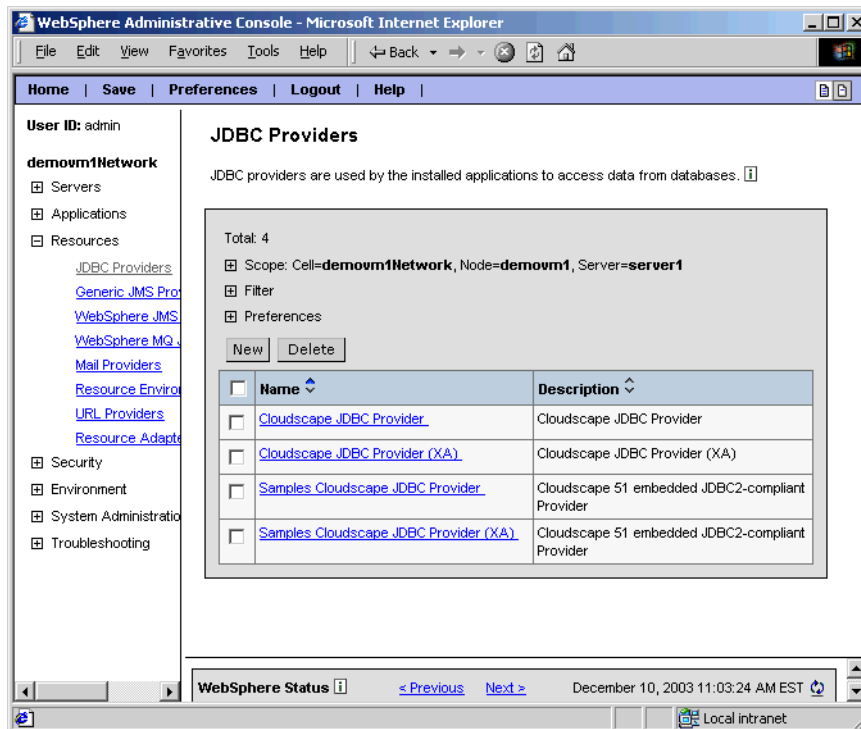 WebSphere Administrative Console - Microsoft Internet Explorer
File Edit View Favorites Tools Help Back
Home | Save | Preferences | Logout | Help |
User ID: admin
demovm1Network
Servers
Applications
Resources
JDBC Providers
Generic JMS Pro
WebSphere JMS
WebSphere MQ J
Mail Providers
Resource Enviro
URL Providers
Resource Adapte
Security
Environment
System Administratio
Troubleshooting
JDBC Providers
JDBC providers are used by the installed applications to access data from databases. i
Total: 4
Scope: Cell=demovm1Network, Node=demovm1, Server=server1
Filter
Preferences
New Delete
Name Description
Cloudscape JDBC Provider Cloudscape JDBC Provider
Cloudscape JDBC Provider (XA) Cloudscape JDBC Provider (XA)
Samples Cloudscape JDBC Provider Cloudscape 51 embedded JDBC2-compliant
Provider
Samples Cloudscape JDBC Provider (XA) Cloudscape 51 embedded JDBC2-compliant
Provider
WebSphere Status i < Previous Next > December 10, 2003 11:03:24 AM EST
Local intranet